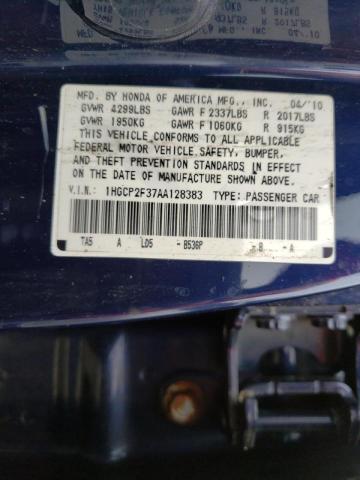 MFD. BY HONDA OF AMERICA MFG., INC. 04/10
GVWR 4299LBS GAWR F 2337LBS R 2017LBS
GVWR 1950KG GAWR F 1060KG R 915KG
THIS VEHICLE CONFORMS TO ALL APPLICABLE
FEDERAL MOTOR VEHICLE SAFETY, BUMPER,
AND THEFT PREVENTION STANDARDS IN EFFECT
ON THE DATE OF MANUFACTURE SHOWN ABOVE.
V.I.N.: 1HGCP2F37AA128383 TYPE: PASSENGER CAR
TA5 A LD5 - B536P - B - A